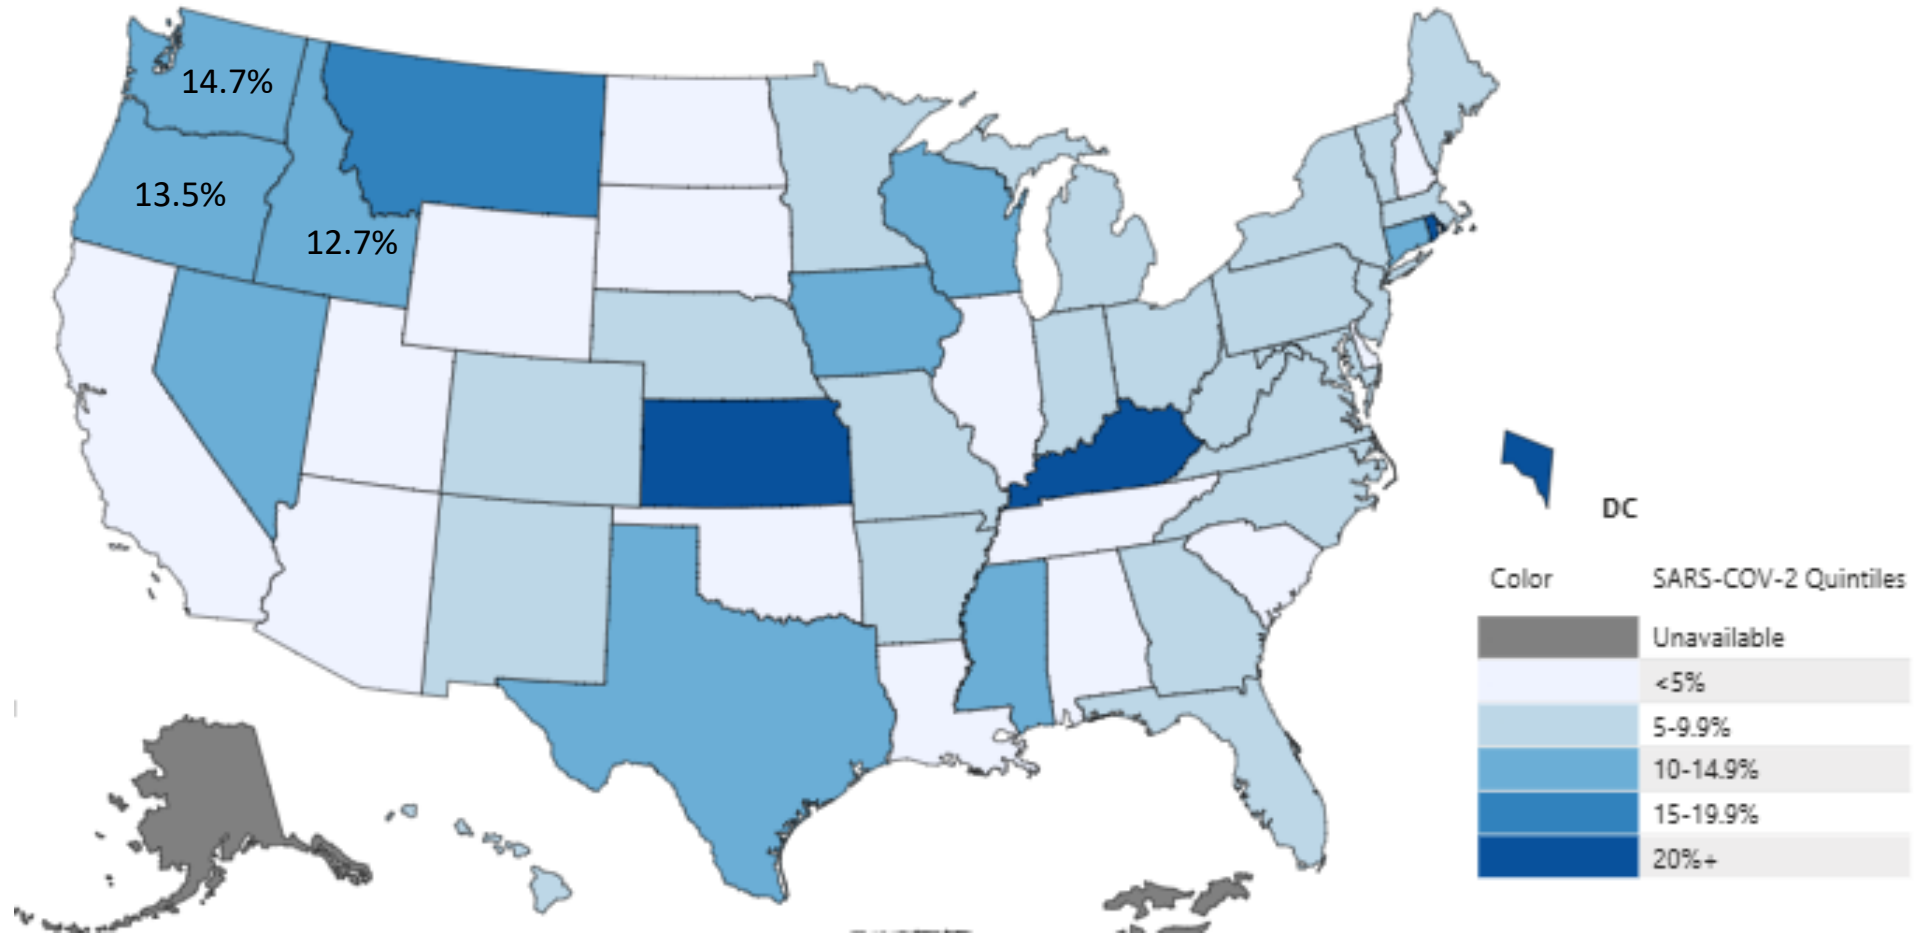 14.7%
13.5%
12.7%
DC
Color SARS-COV-2 Quintiles
Unavailable
<5%
5-9.9%
10-14.9%
15-19.9%
20%+